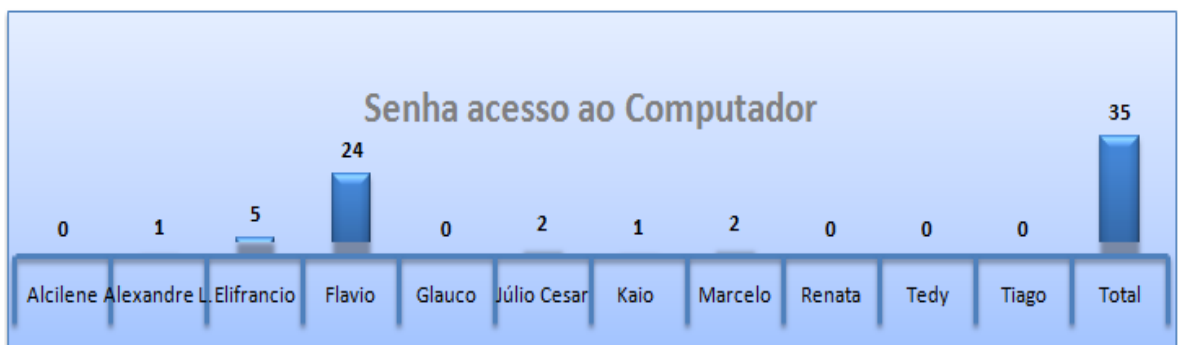 Senha acesso ao Computador
0 1 5 24 0 2 1 2 0 0 0 35
Alcilene Alexandre L. Elifrancio Flavio Glauco Júlio Cesar Kaio Marcelo Renata Tedy Tiago Total